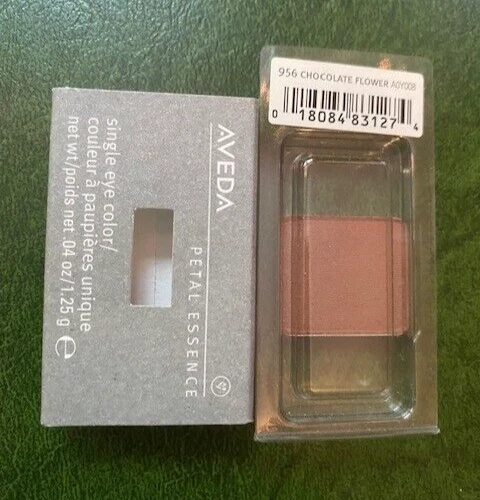 AVEDA
PETAL ESSENCE
single eye color/
couleur à paupières unique
net wt/poids net .04 oz/1.25 g e
956 CHOCOLATE FLOWER A0Y008
0 18084 83127 4